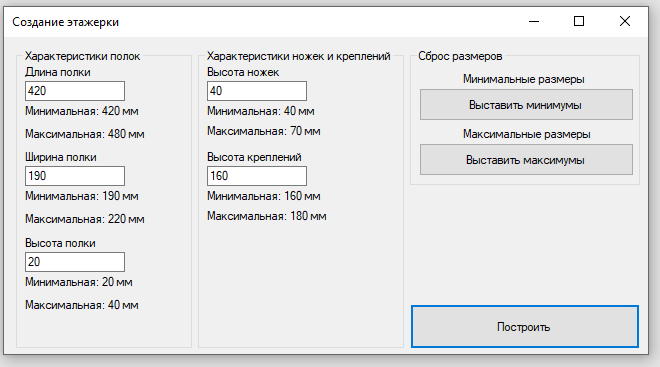 Создание этажерки
Характеристики полок
Длина полки
420
Минимальная: 420 мм
Максимальная: 480 мм
Ширина полки
190
Минимальная: 190 мм
Максимальная: 220 мм
Высота полки
20
Минимальная: 20 мм
Максимальная: 40 мм
Характеристики ножек и креплений
Высота ножек
40
Минимальная: 40 мм
Максимальная: 70 мм
Высота креплений
160
Минимальная: 160 мм
Максимальная: 180 мм
Сброс размеров
Минимальные размеры
Выставить минимумы
Максимальные размеры
Выставить максимумы
Построить